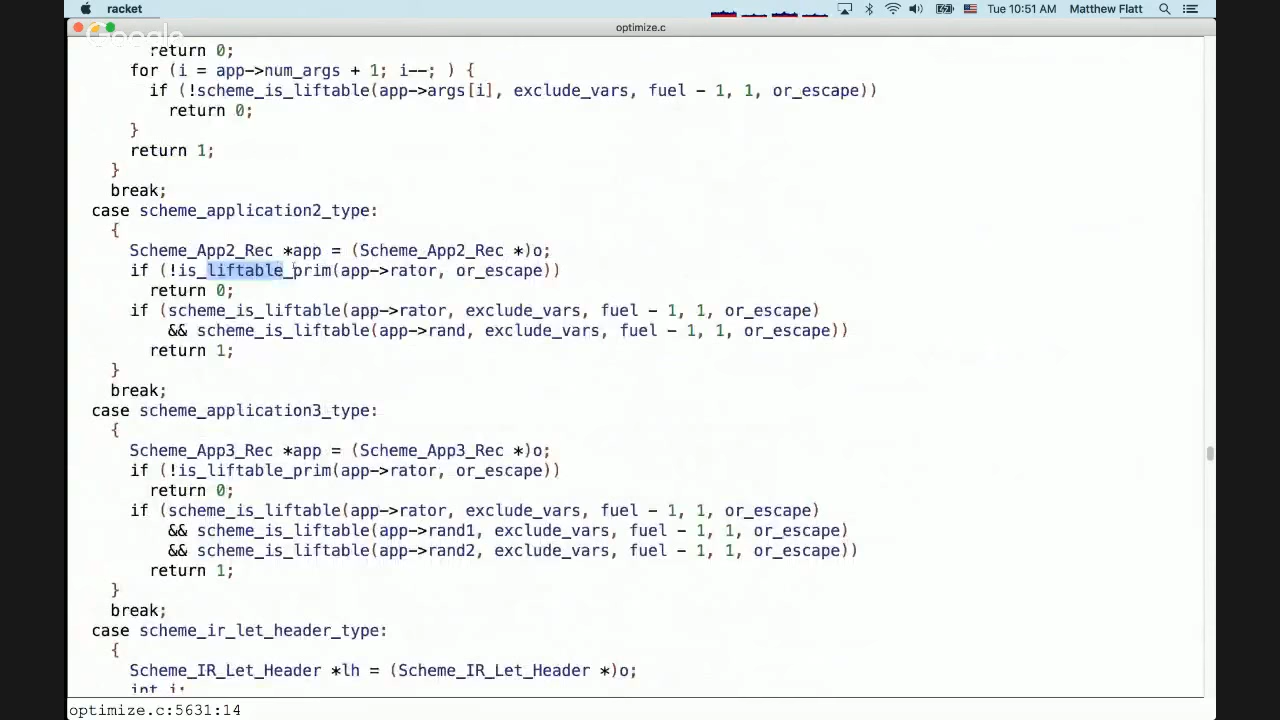 racket
Tue 10:51 AM Matthew Flatt
optimize.c
Google
return 0;
for (i = app->num_args + 1; i--; ) {
if (!scheme_is_liftable(app->args[i], exclude_vars, fuel - 1, 1, or_escape))
return 0;
}
return 1;
}
break;
case scheme_application2_type:
{
Scheme_App2_Rec *app = (Scheme_App2_Rec *)o;
if (!is_liftable_prim(app->rator, or_escape))
return 0;
if (scheme_is_liftable(app->rator, exclude_vars, fuel - 1, 1, or_escape)
&& scheme_is_liftable(app->rand, exclude_vars, fuel - 1, 1, or_escape))
return 1;
}
break;
case scheme_application3_type:
{
Scheme_App3_Rec *app = (Scheme_App3_Rec *)o;
if (!is_liftable_prim(app->rator, or_escape))
return 0;
if (scheme_is_liftable(app->rator, exclude_vars, fuel - 1, 1, or_escape)
&& scheme_is_liftable(app->rand1, exclude_vars, fuel - 1, 1, or_escape)
&& scheme_is_liftable(app->rand2, exclude_vars, fuel - 1, 1, or_escape))
return 1;
}
break;
case scheme_ir_let_header_type:
{
Scheme_IR_Let_Header *lh = (Scheme_IR_Let_Header *)o;
int i;
optimize.c:5631:14